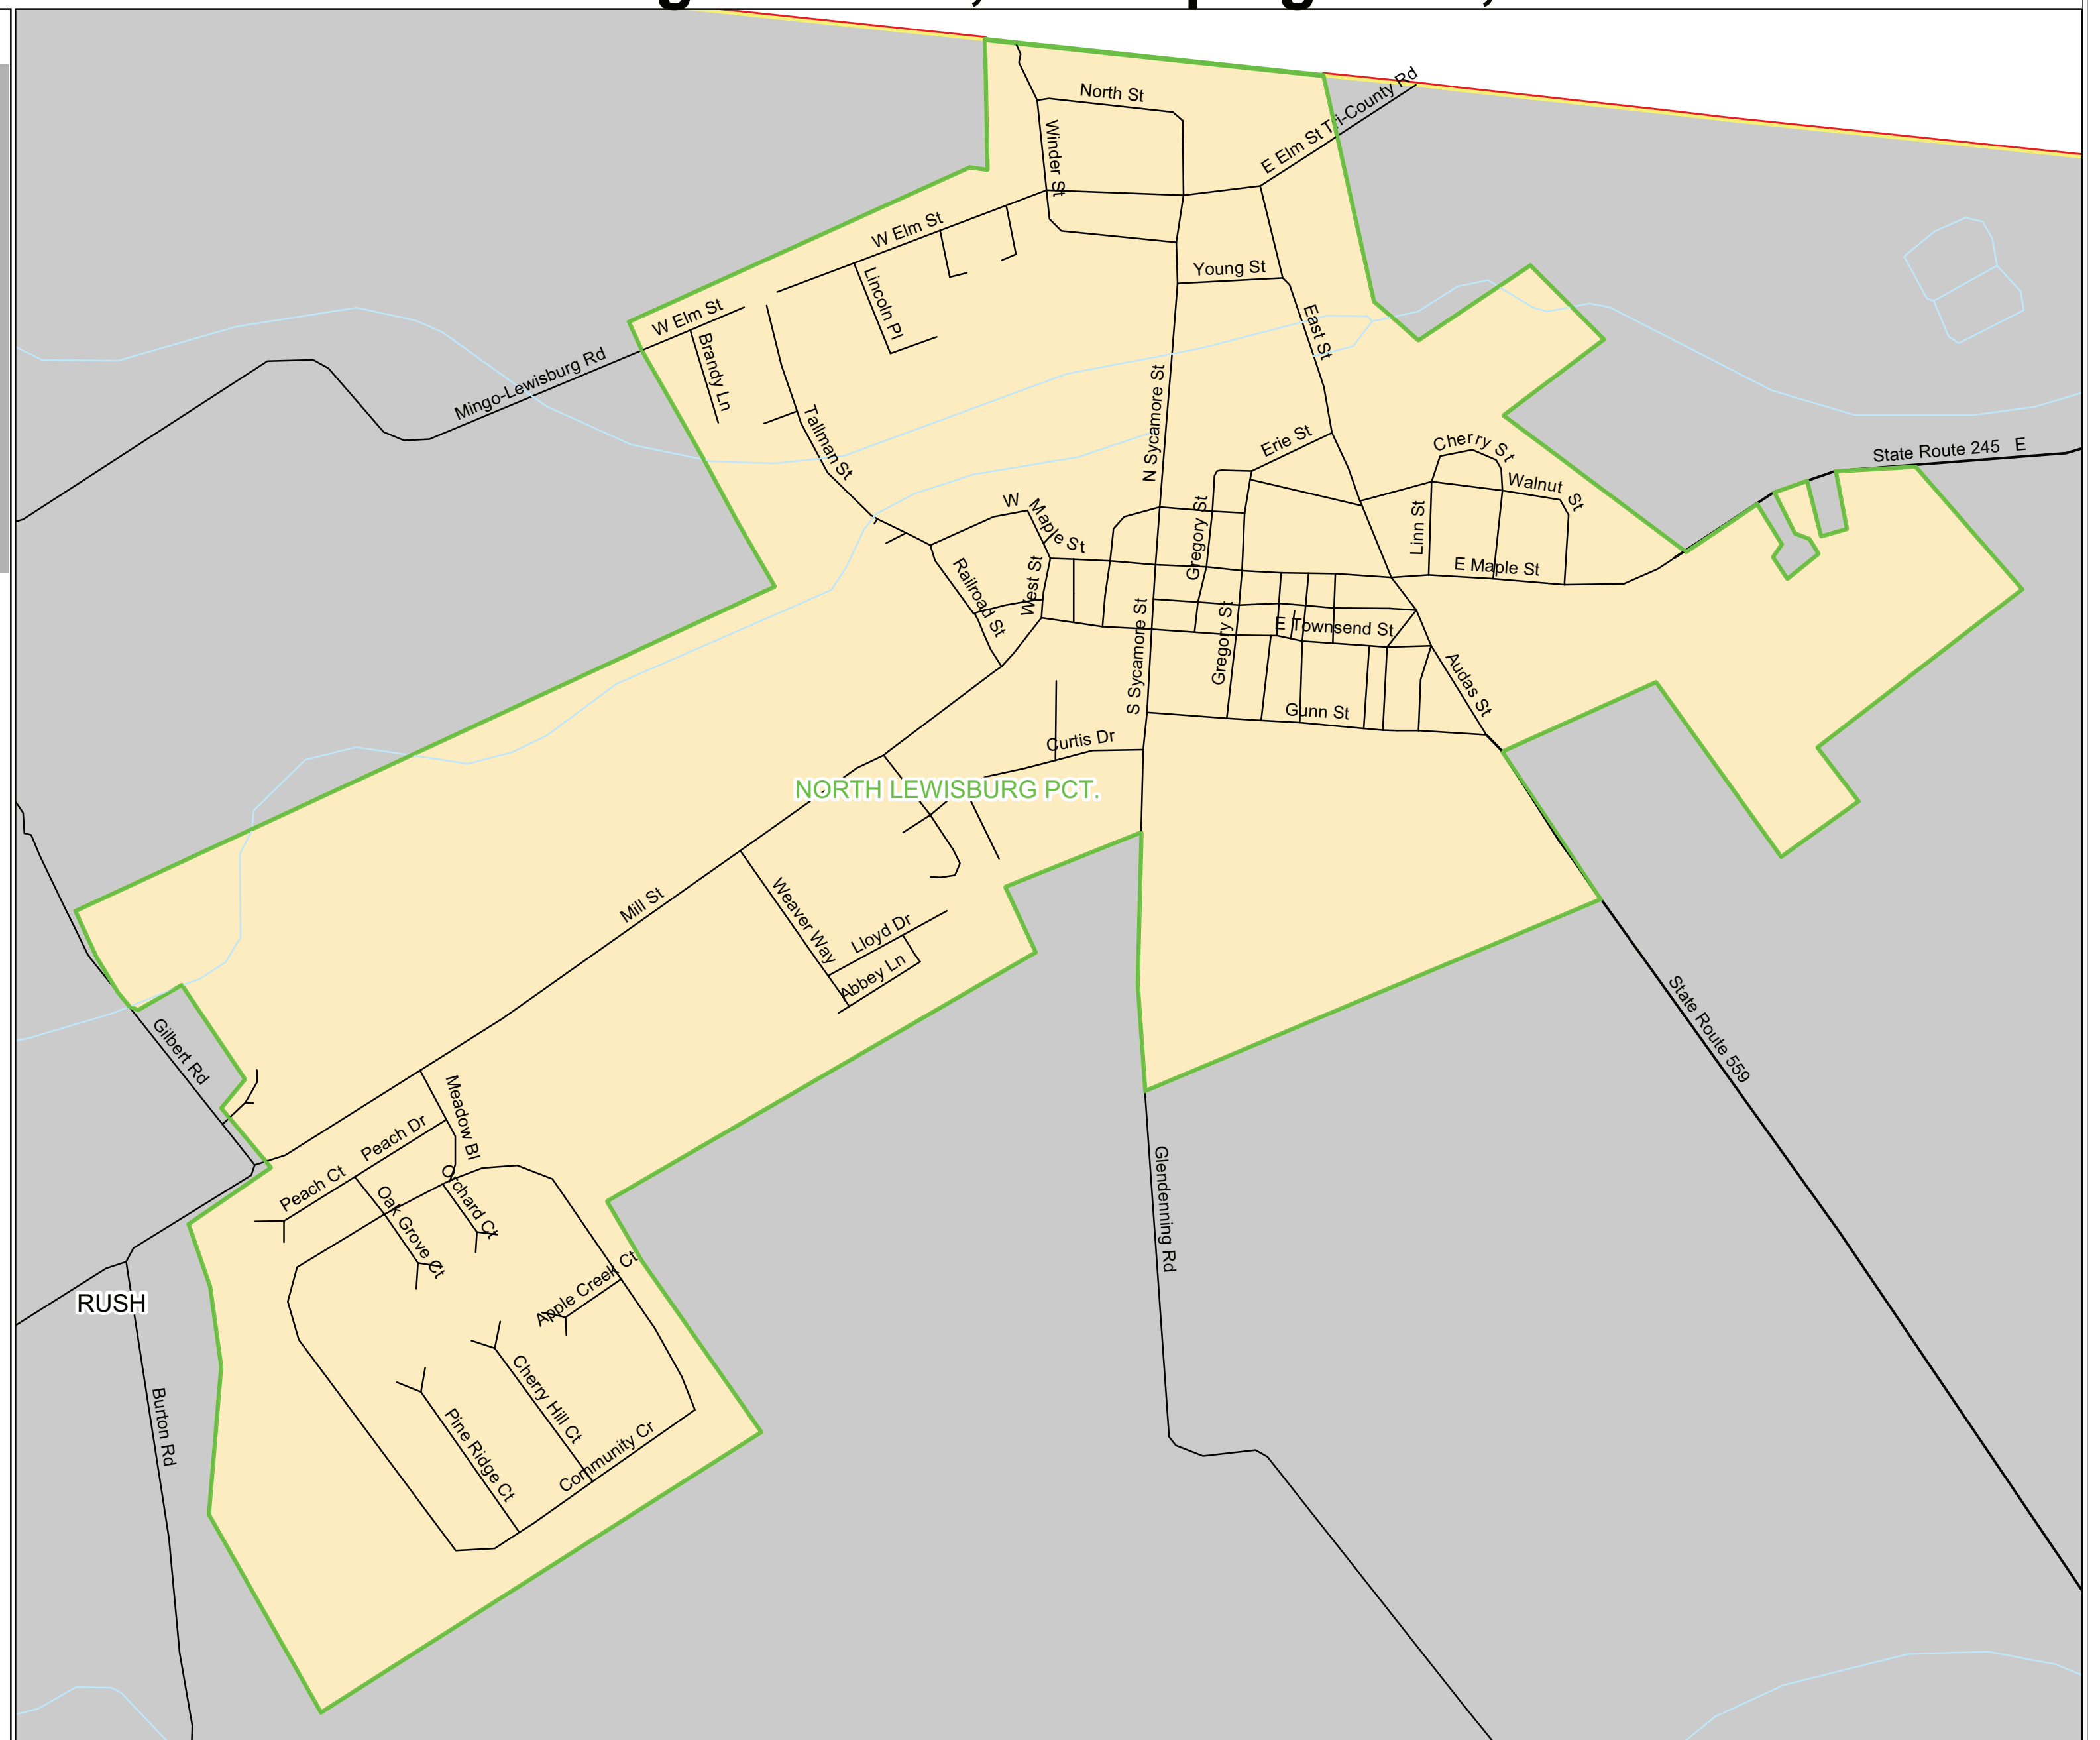 North St
Winder St
E Elm St
Tri-County Rd
W Elm St
Young St
Lincoln Pl
W Elm St
East St
Brandy Ln
Mingo-Lewisburg Rd
N Sycamore St
Tallman St
Erie St
Cherry St
State Route 245 E
Walnut St
W Maple St
Gregory St
Linn St
E Maple St
Railroad St
West St
S Sycamore St
Gregory St
E Townsend St
Audas St
Gunn St
Curtis Dr
NORTH LEWISBURG PCT.
Mill St
Weaver Way
Lloyd Dr
Abbey Ln
State Route 559
Gilbert Rd
Meadow Bl
Peach Dr
Peach Ct
Orchard Ct
Oak Grove Ct
Glendenning Rd
Apple Creek Ct
RUSH
Cherry Hill Ct
Burton Rd
Pine Ridge Ct
Community Cr